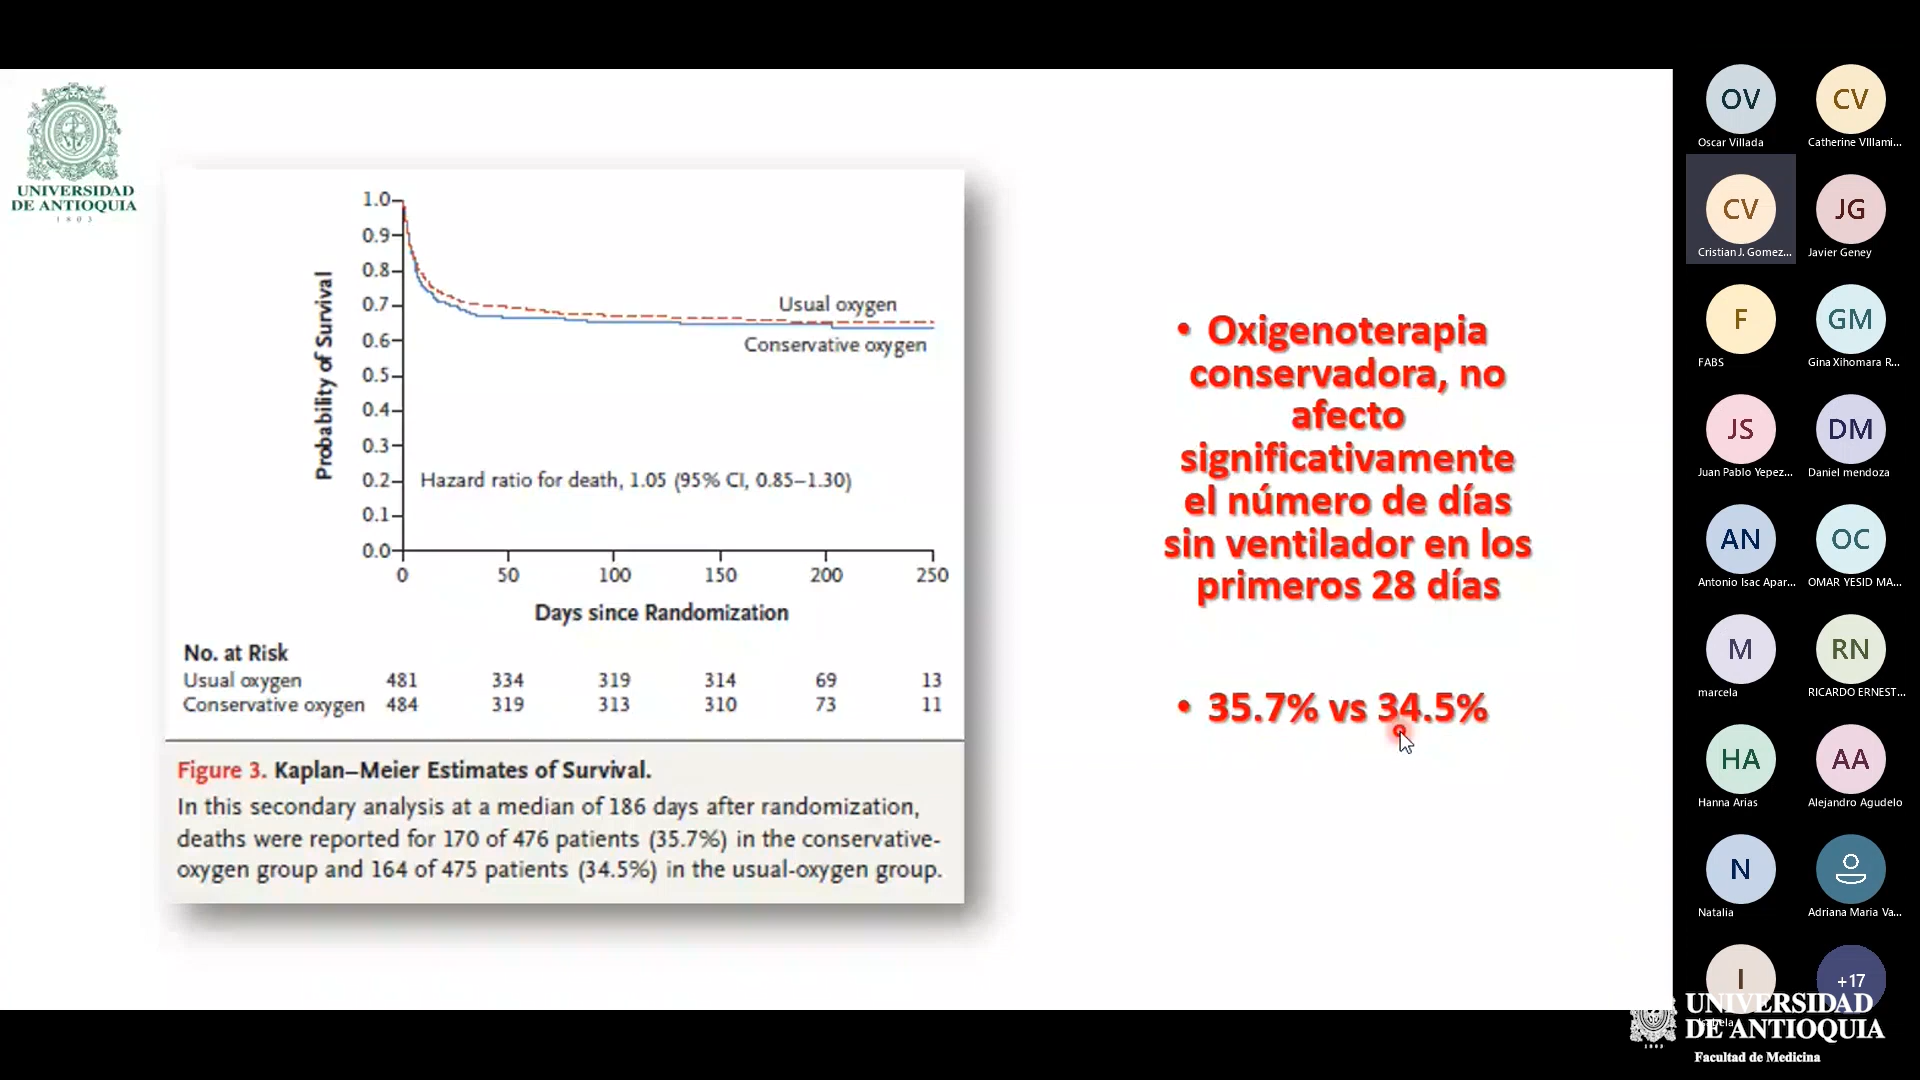 UNIVERSIDAD
DE ANTIOQUIA
1803
1.0
0.9
0.8
0.7
0.6
0.5
0.4
0.3
0.2
0.1
0.0
Probability of Survival
Usual oxygen
Conservative oxygen
Hazard ratio for death, 1.05 (95% CI, 0.85–1.30)
0 50 100 150 200 250
Days since Randomization
No. at Risk
Usual oxygen 481 334 319 314 69 13
Conservative oxygen 484 319 313 310 73 11
Figure 3. Kaplan–Meier Estimates of Survival.
In this secondary analysis at a median of 186 days after randomization,
deaths were reported for 170 of 476 patients (35.7%) in the conservative-
oxygen group and 164 of 475 patients (34.5%) in the usual-oxygen group.
• Oxigenoterapia
conservadora, no
afecto
significativamente
el número de días
sin ventilador en los
primeros 28 días
• 35.7% vs 34.5%
OV CV
Oscar Villada Catherine VIllami...
CV JG
Cristian J. Gomez... Javier Geney
F GM
FABS Gina Xihomara R...
JS DM
Juan Pablo Yepez... Daniel mendoza
AN OC
Antonio Isac Apar... OMAR YESID MA...
M RN
marcela RICARDO ERNEST...
HA AA
Hanna Arias Alejandro Agudelo
N
Natalia Adriana Maria Va...
I +17
UNIVERSIDAD
DE ANTIOQUIA
1803
Facultad de Medicina